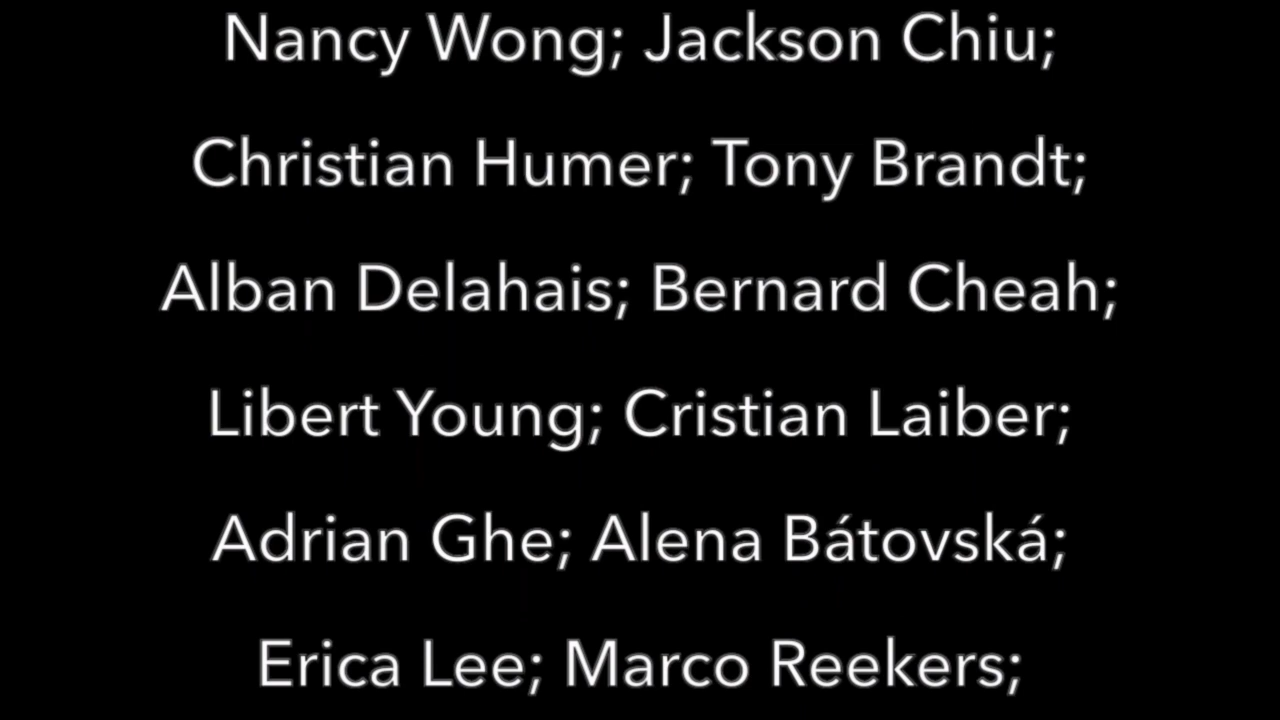 Nancy Wong; Jackson Chiu;
Christian Humer; Tony Brandt;
Alban Delahais; Bernard Cheah;
Libert Young; Cristian Laiber;
Adrian Ghe; Alena Bátovská;
Erica Lee; Marco Reekers;